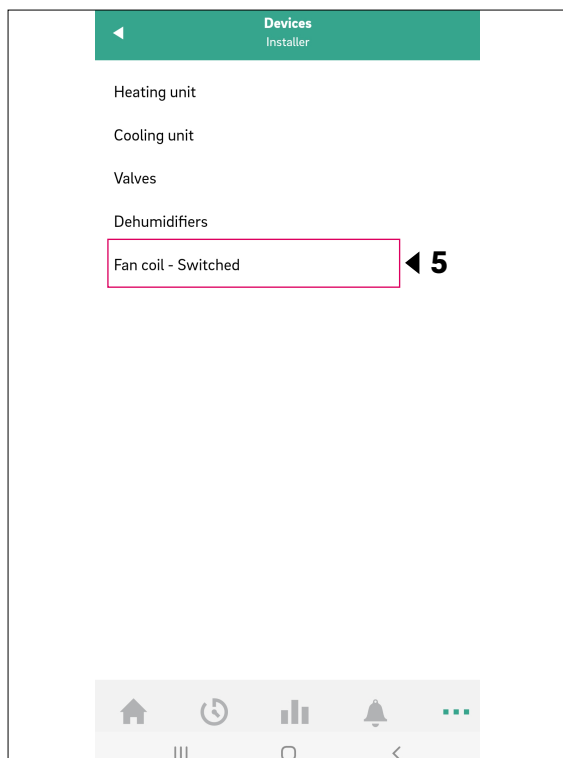 Devices
Installer
Heating unit
Cooling unit
Valves
Dehumidifiers
Fan coil - Switched
5